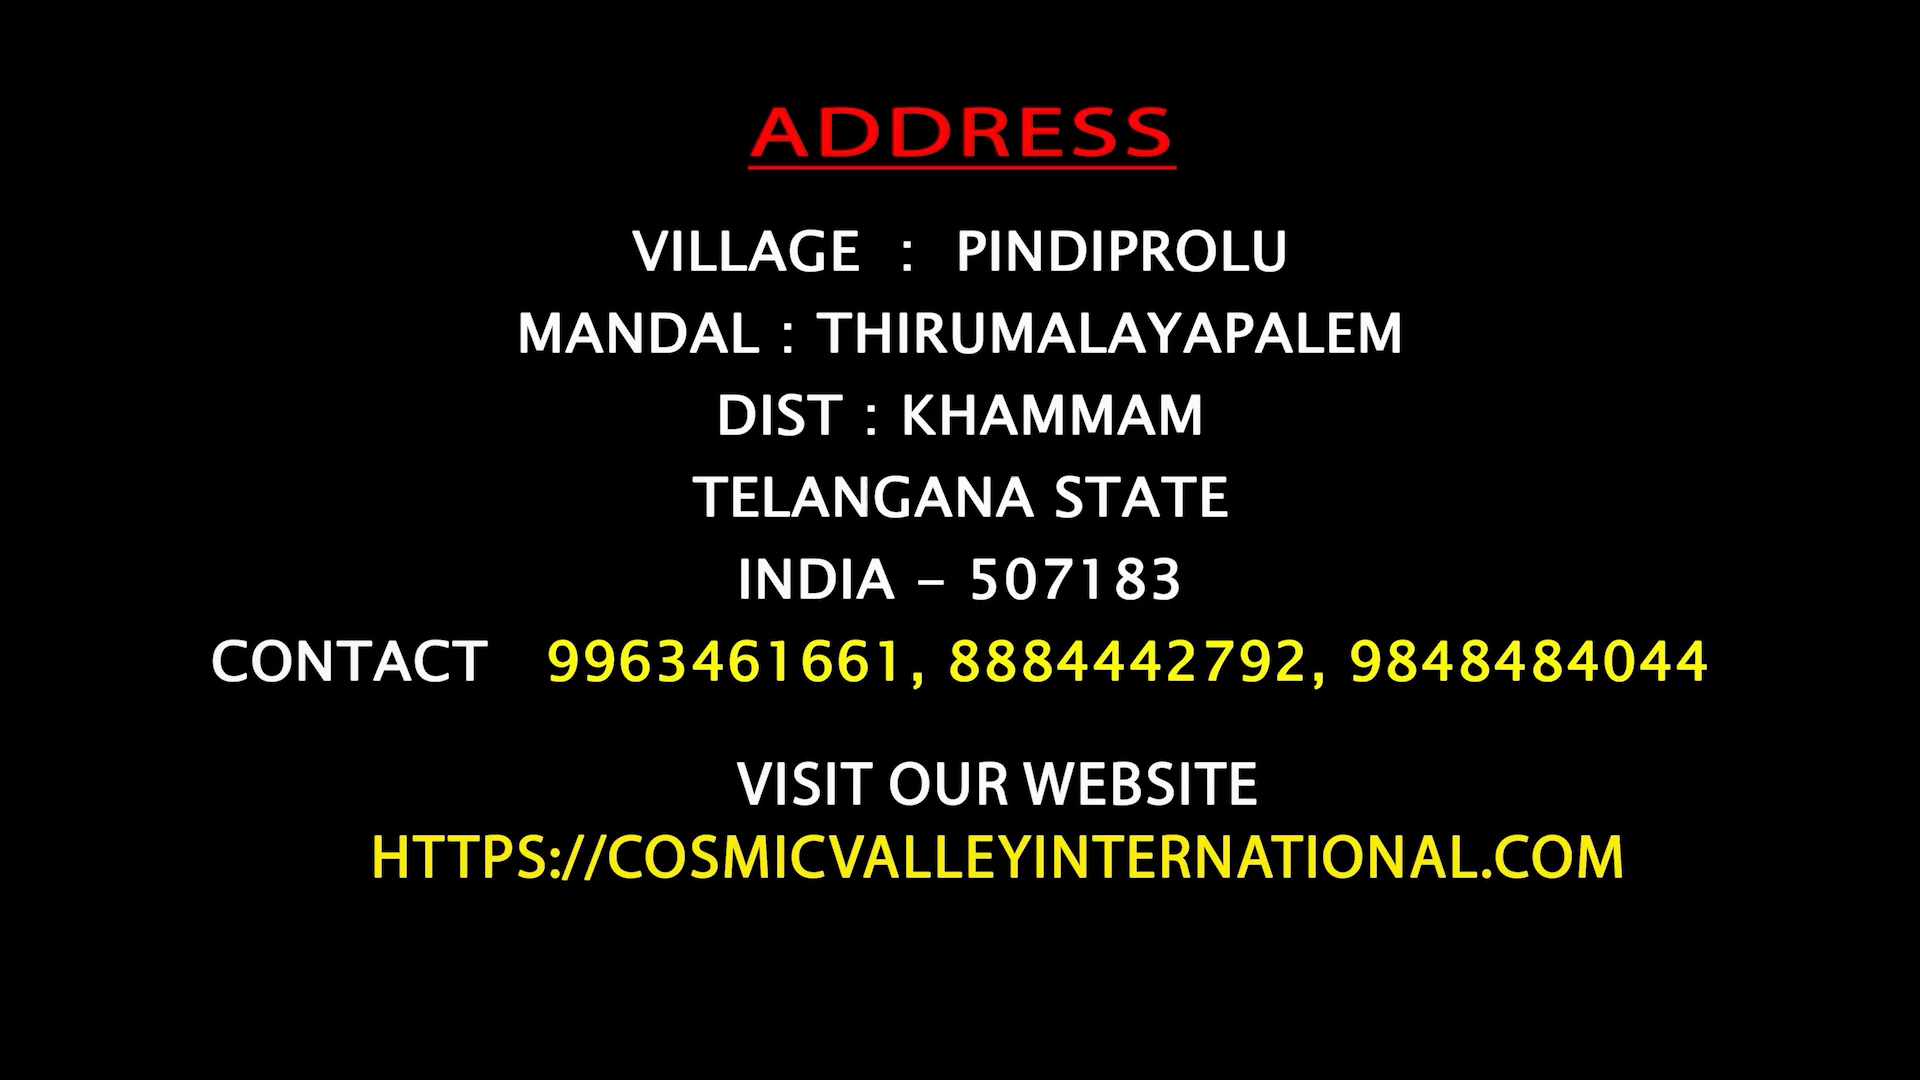 ADDRESS
VILLAGE : PINDIPROLU
MANDAL : THIRUMALAYAPALEM
DIST : KHAMMAM
TELANGANA STATE
INDIA – 507183
CONTACT 9963461661, 8884442792, 9848484044
VISIT OUR WEBSITE
HTTPS://COSMICVALLEYINTERNATIONAL.COM